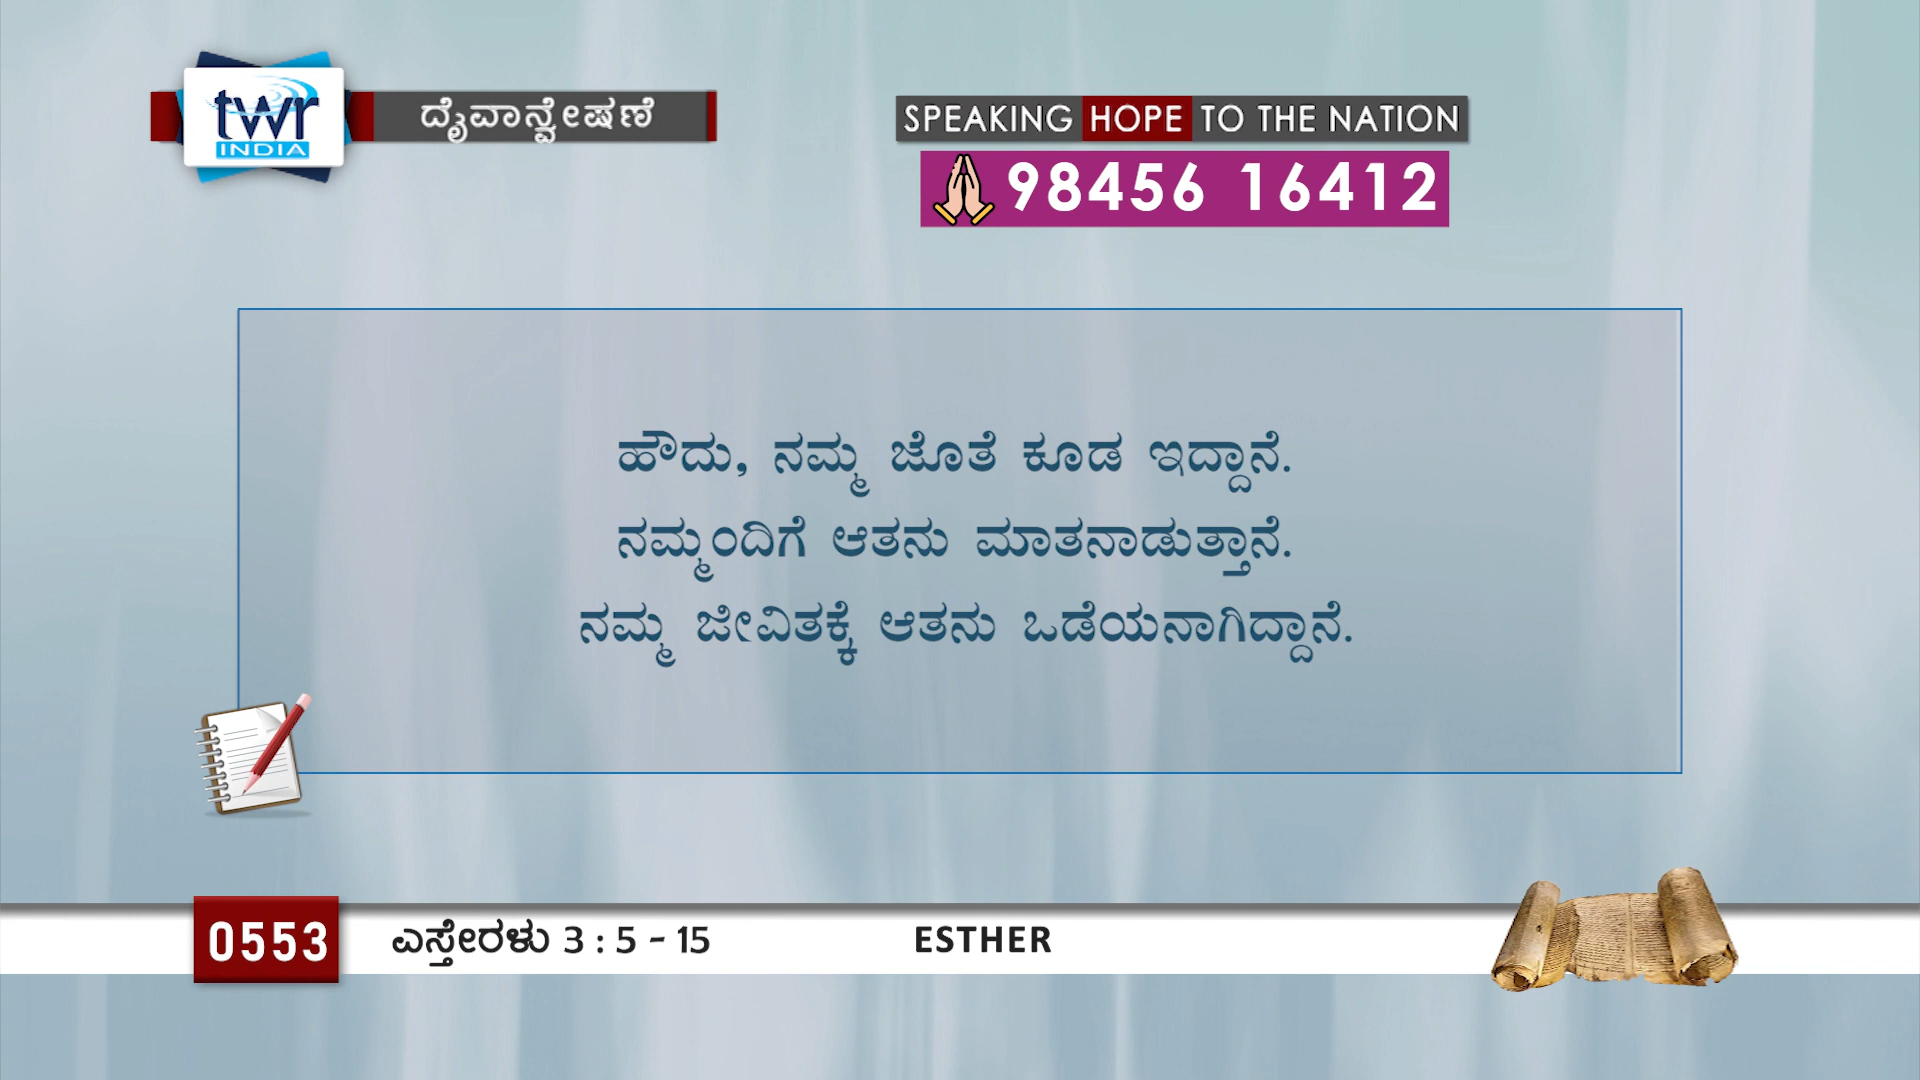 twr
INDIA
ದೈವಾನ್ವೇಷಣೆ
SPEAKING HOPE TO THE NATION
98456 16412
ಹೌದು, ನಮ್ಮ ಜೊತೆ ಕೂಡ ಇದ್ದಾನೆ.
ನಮ್ಮಂದಿಗೆ ಆತನು ಮಾತನಾಡುತ್ತಾನೆ.
ನಮ್ಮ ಜೀವಿತಕ್ಕೆ ಆತನು ಒಡೆಯನಾಗಿದ್ದಾನೆ.
0553 ಎಸ್ತೇರಳು 3 : 5 - 15 ESTHER